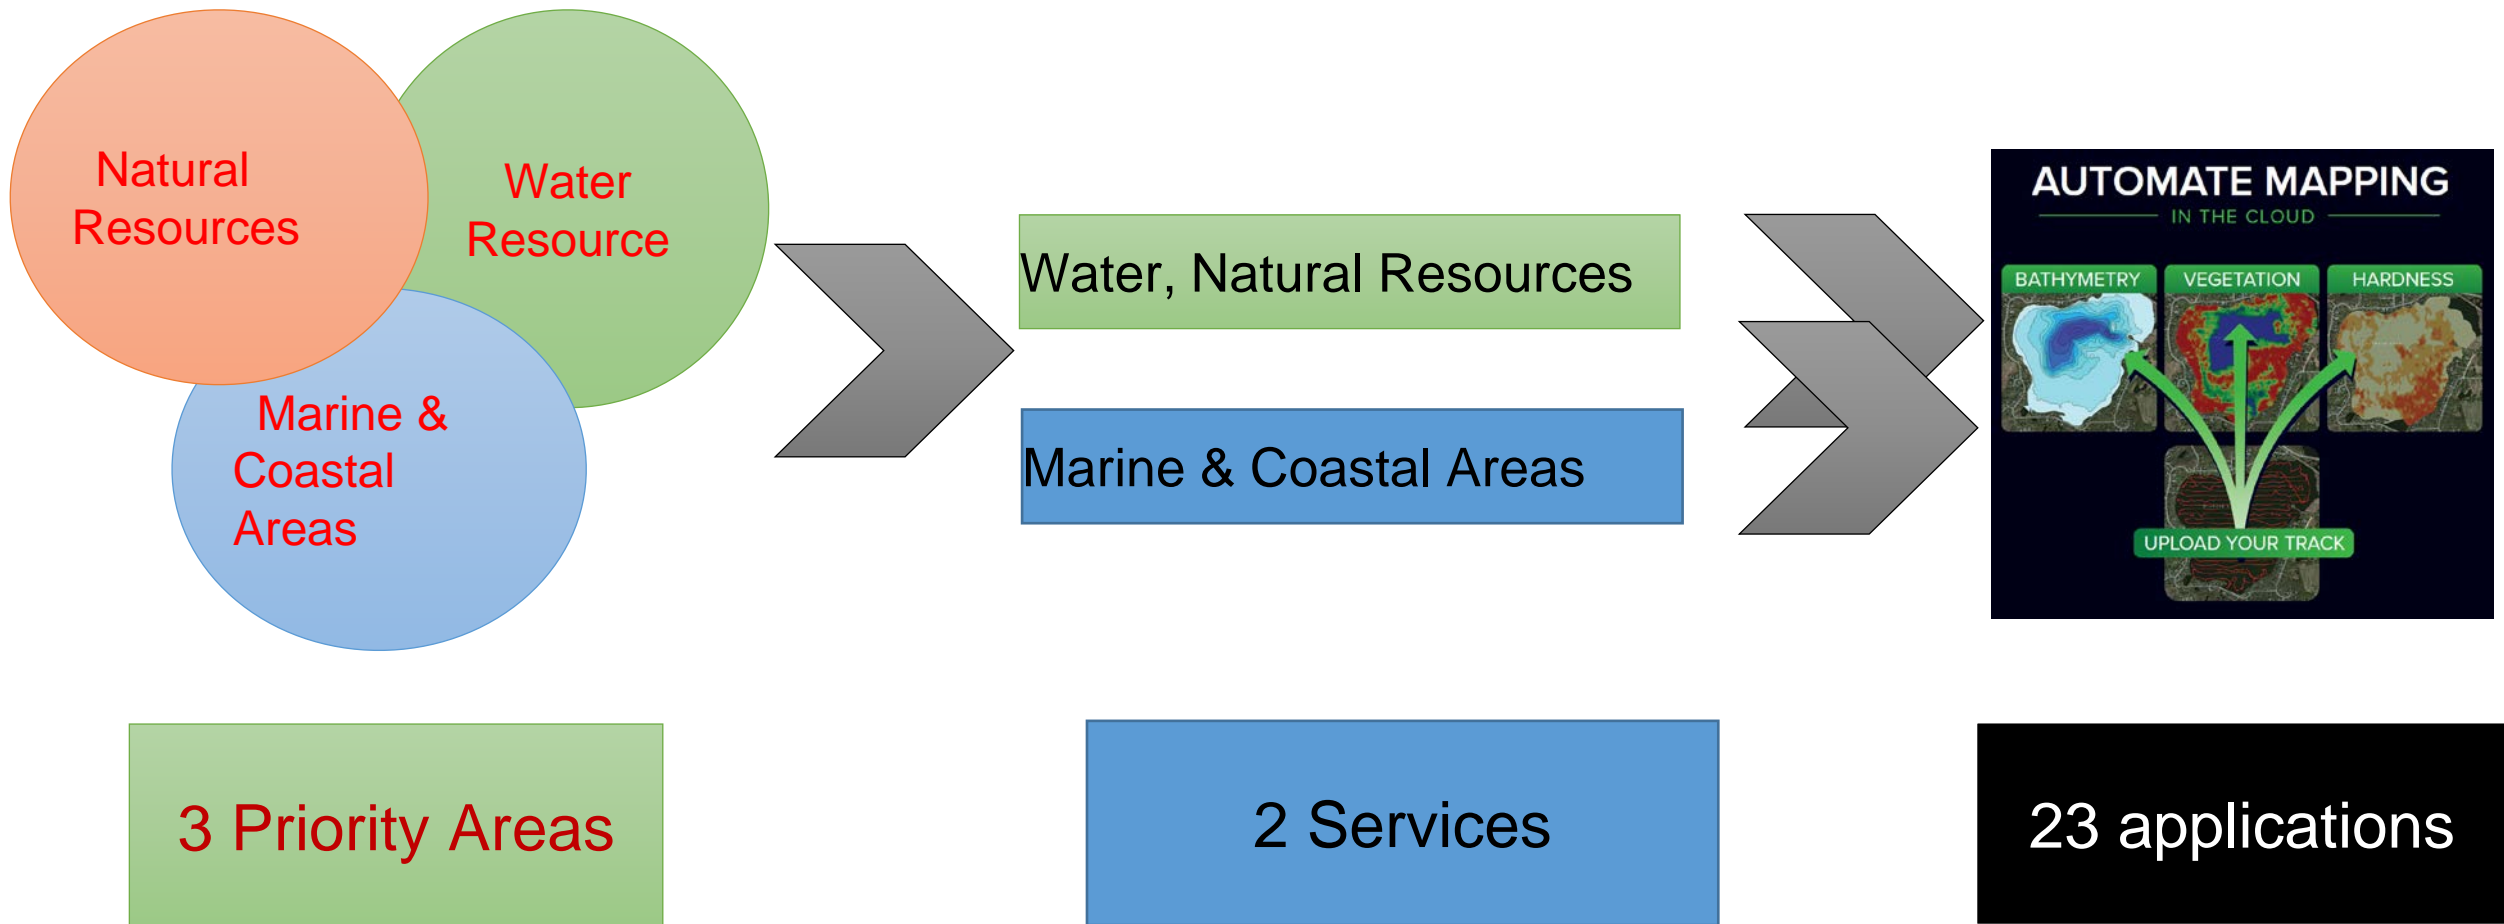 Natural
Resources
Water
Resource
Marine &
Coastal
Areas
Water, Natural Resources
Marine & Coastal Areas
AUTOMATE MAPPING
IN THE CLOUD
BATHYMETRY
VEGETATION
HARDNESS
UPLOAD YOUR TRACK
3 Priority Areas
2 Services
23 applications